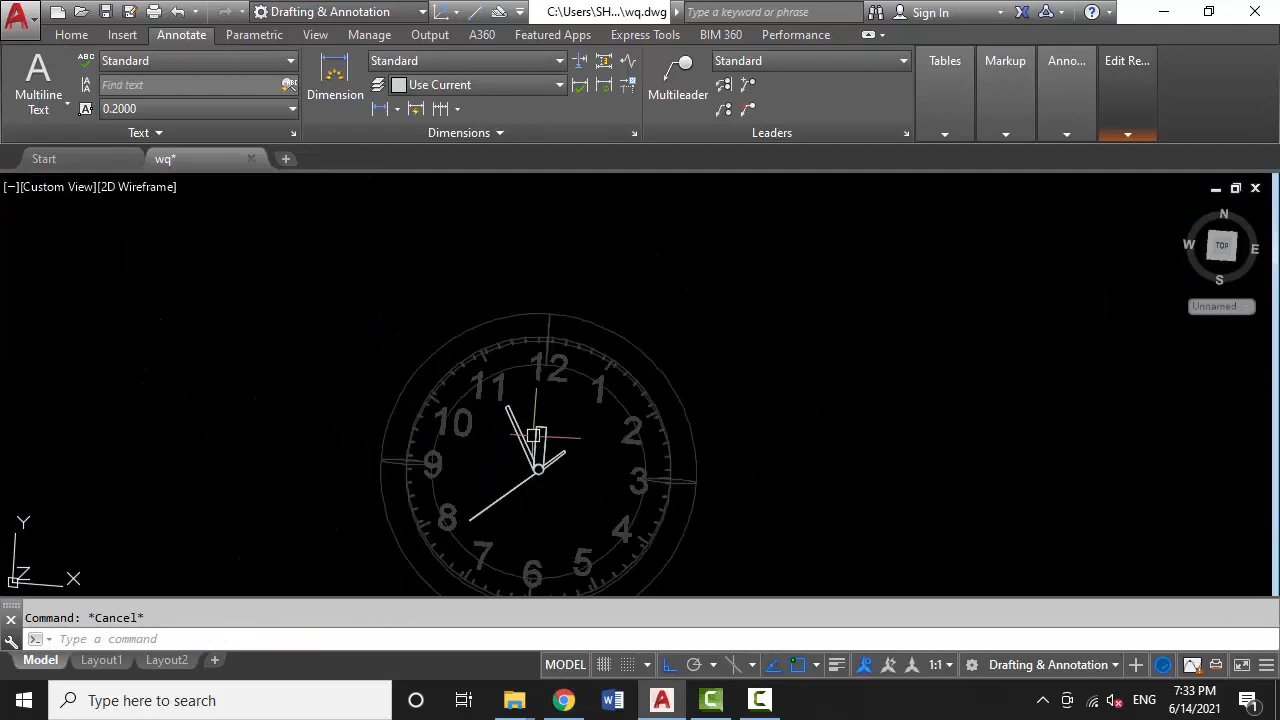 Drafting & Annotation
C:\Users\SH...\wq.dwg
Type a keyword or phrase
Sign In
Home Insert Annotate Parametric View Manage Output A360 Featured Apps Express Tools BIM 360 Performance
Multiline Text
ABC
Standard
Find text
0.2000
Text
Dimension
Standard
Use Current
Dimensions
Multileader
Standard
Leaders
Tables
Markup
Anno...
Edit Re...
Start
wq*
[−][Custom View][2D Wireframe]
N
W TOP E
S
Unnamed
12
11 1
10 2
9 3
8 4
7 5
6
Y
Z X
Command: *Cancel*
Type a command
Model Layout1 Layout2
MODEL
1:1
Drafting & Annotation
Type here to search
ENG
7:33 PM
6/14/2021
1